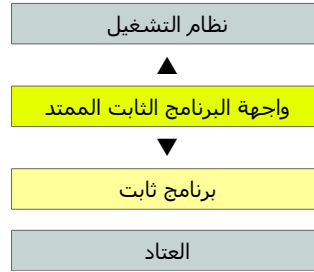 نظام التشغيل
واجهة البرنامج الثابت الممتد
برنامج ثابت
العتاد